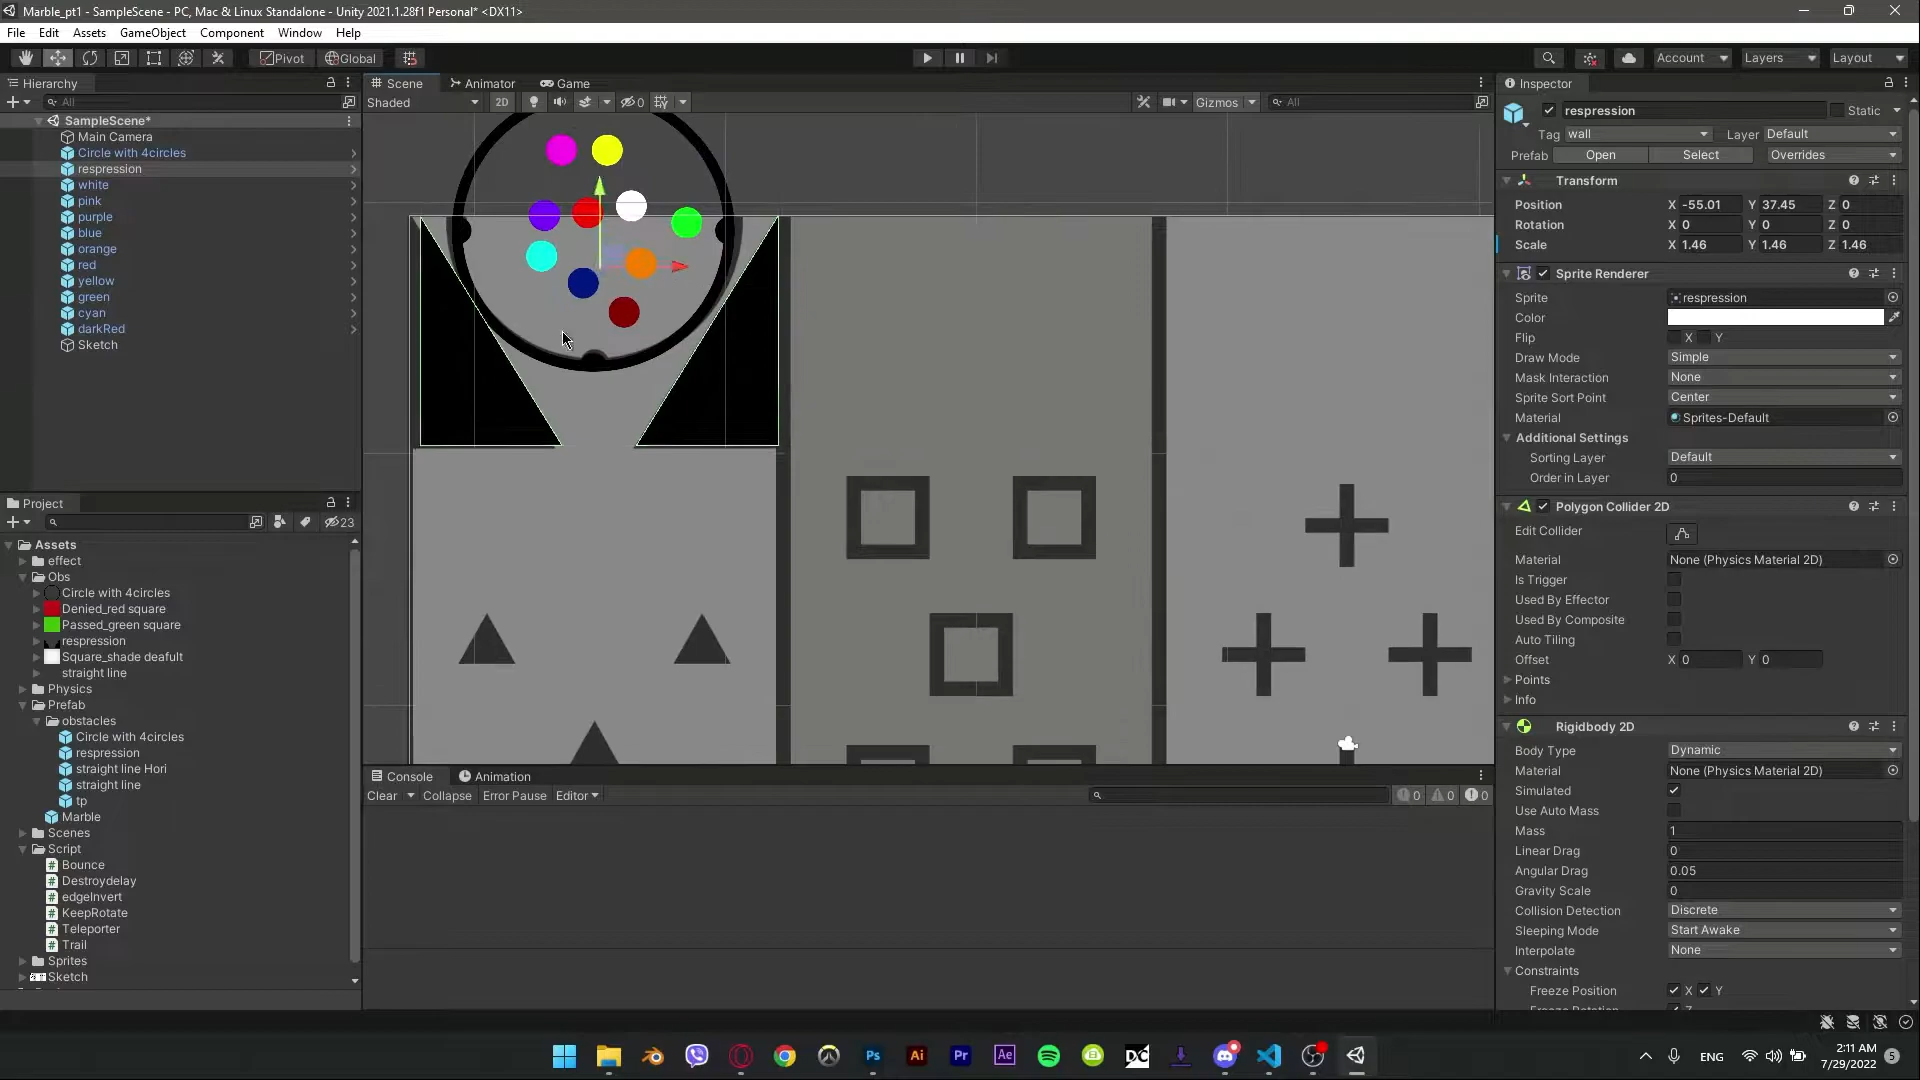 Marble_pt1 - SampleScene - PC, Mac & Linux Standalone - Unity 2021.1.28f1 Personal* <DX11>
File Edit Assets GameObject Component Window Help
Pivot Global Account Layers Layout
Hierarchy
All
SampleScene*
Main Camera
Circle with 4circles
respression
white
pink
purple
blue
orange
red
yellow
green
cyan
darkRed
Sketch
Project
23
Assets
effect
Obs
Circle with 4circles
Denied_red square
Passed_green square
respression
Square_shade deafult
straight line
Physics
Prefab
obstacles
Circle with 4circles
respression
straight line Hori
straight line
tp
Marble
Scenes
Script
Bounce
Destroydelay
edgeInvert
KeepRotate
Teleporter
Trail
Sprites
Sketch
Scene Animator Game
Shaded 2D 0 Gizmos All
Console Animation
Clear Collapse Error Pause Editor 0 0 0
Inspector
respression Static
Tag wall Layer Default
Prefab Open Select Overrides
Transform
Position X -55.01 Y 37.45 Z 0
Rotation X 0 Y 0 Z 0
Scale X 1.46 Y 1.46 Z 1.46
Sprite Renderer
Sprite respression
Color
Flip X Y
Draw Mode Simple
Mask Interaction None
Sprite Sort Point Center
Material Sprites-Default
Additional Settings
Sorting Layer Default
Order in Layer 0
Polygon Collider 2D
Edit Collider
Material None (Physics Material 2D)
Is Trigger
Used By Effector
Used By Composite
Auto Tiling
Offset X 0 Y 0
Points
Info
Rigidbody 2D
Body Type Dynamic
Material None (Physics Material 2D)
Simulated
Use Auto Mass
Mass 1
Linear Drag 0
Angular Drag 0.05
Gravity Scale 0
Collision Detection Discrete
Sleeping Mode Start Awake
Interpolate None
Constraints
Freeze Position X Y
Ps Ai Pr Ae DC
ENG
2:11 AM
7/29/2022
5